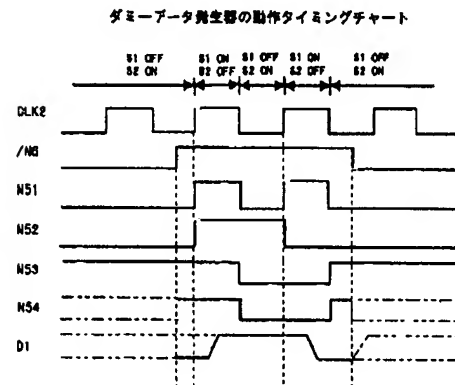 ダミーデータ発生器の動作タイミングチャート
S1 OFF S1 ON S1 OFF S1 ON S1 OFF
S2 ON S2 OFF S2 ON S2 OFF S2 ON
CLK2
N51
N52
N53
N54
D1